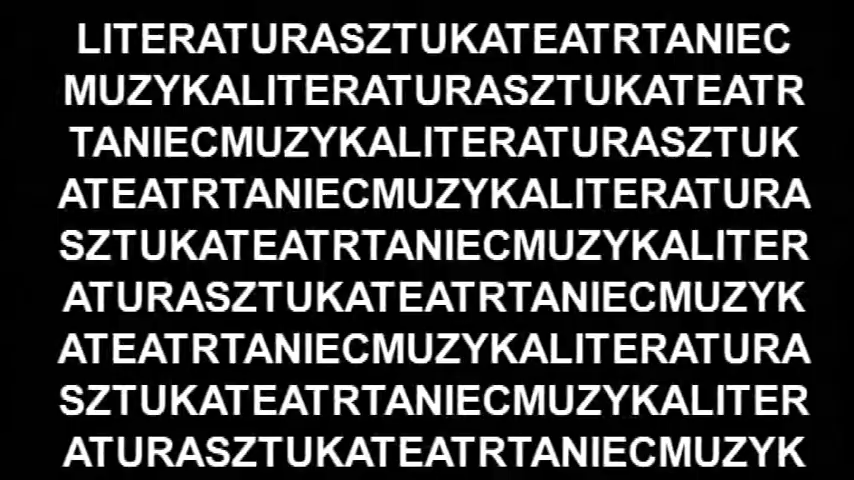 LITERATURASZTUKATEATRTANIEC
MUZYKALITERATURASZTUKATEATR
TANIECMUZYKALITERATURASZTUK
ATEATRTANIECMUZYKALITERATURA
SZTUKATEATRTANIECMUZYKALITER
ATURASZTUKATEATRTANIECMUZYK
ATEATRTANIECMUZYKALITERATURA
SZTUKATEATRTANIECMUZYKALITER
ATURASZTUKATEATRTANIECMUZYK